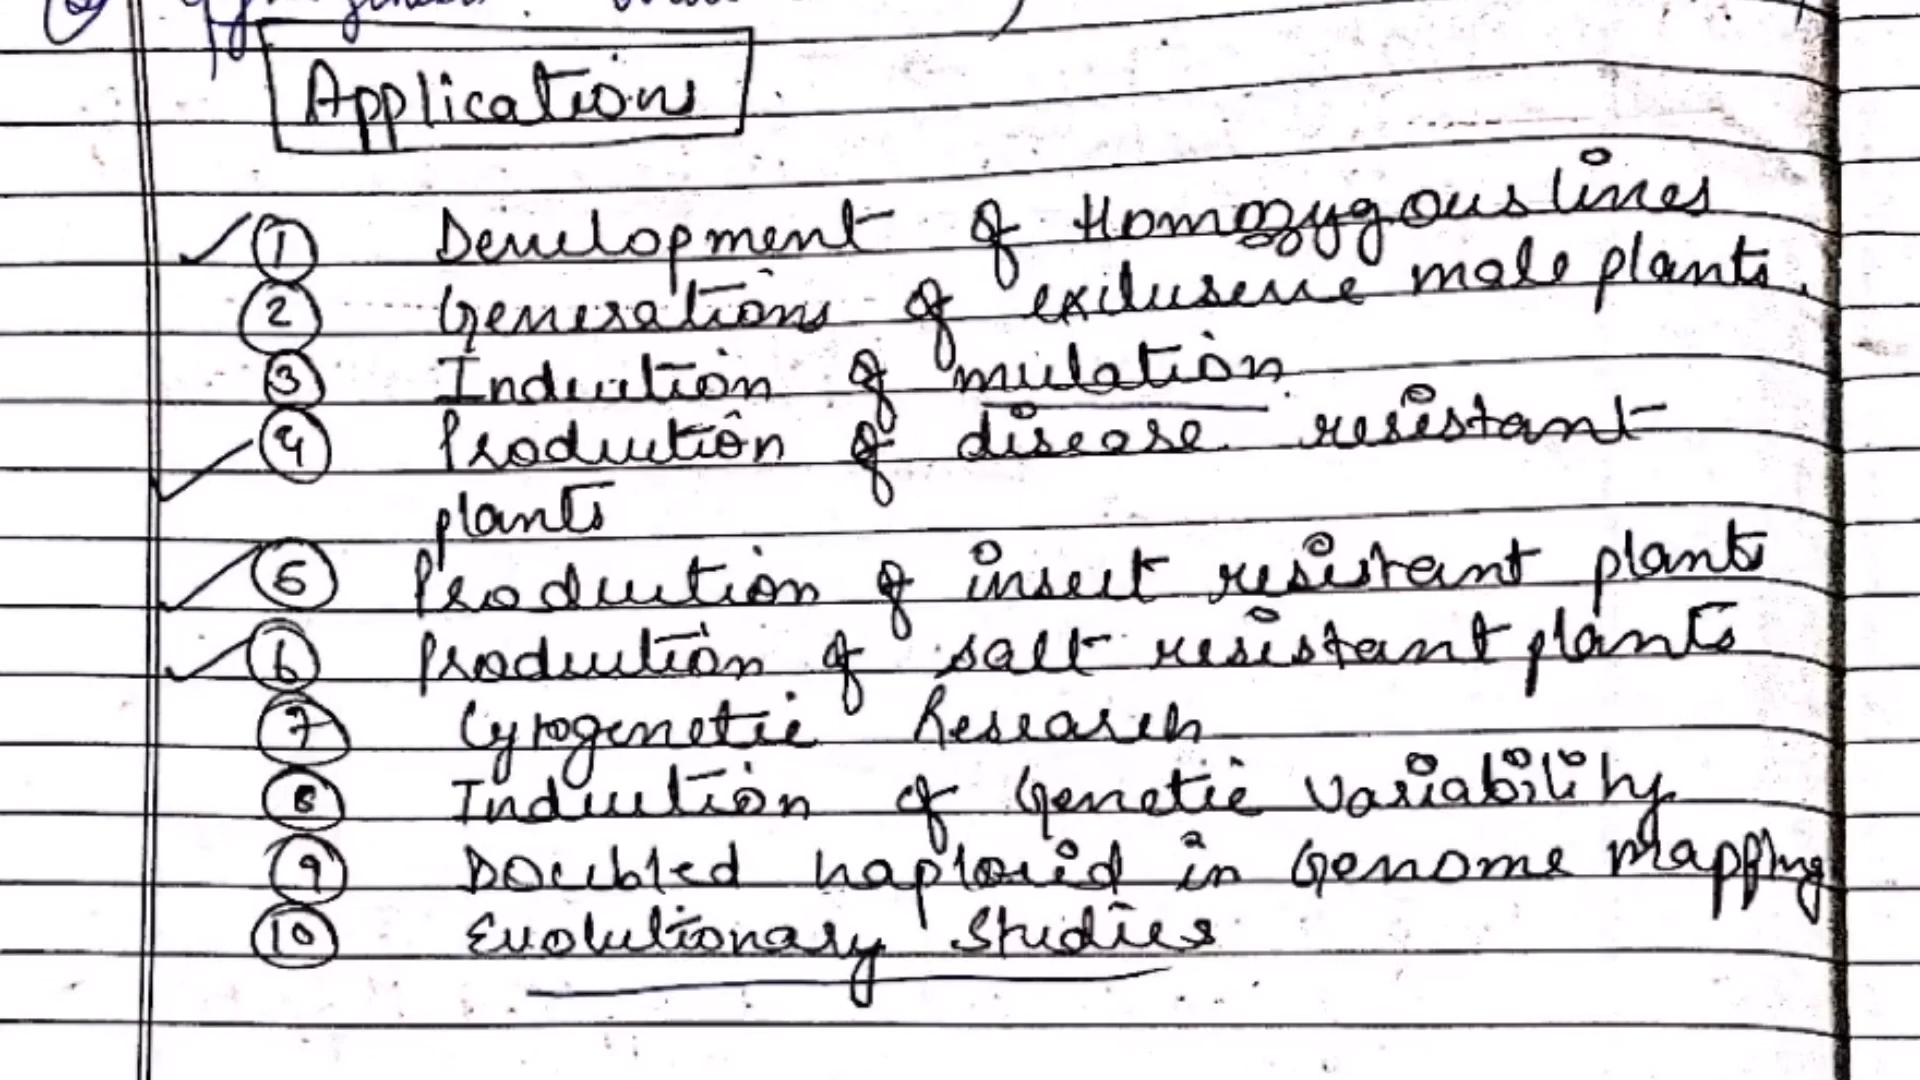 Application
① Development of Homozygous lines
② Generations of exclusive male plants.
③ Induction of mutation
④ Production of disease resistant
plants
⑤ Production of insect resistant plants
⑥ Production of salt resistant plants
⑦ Cytogenetic Research
⑧ Induction of Genetic Variability
⑨ Doubled haploid in Genome Mapping
⑩ Evolutionary Studies